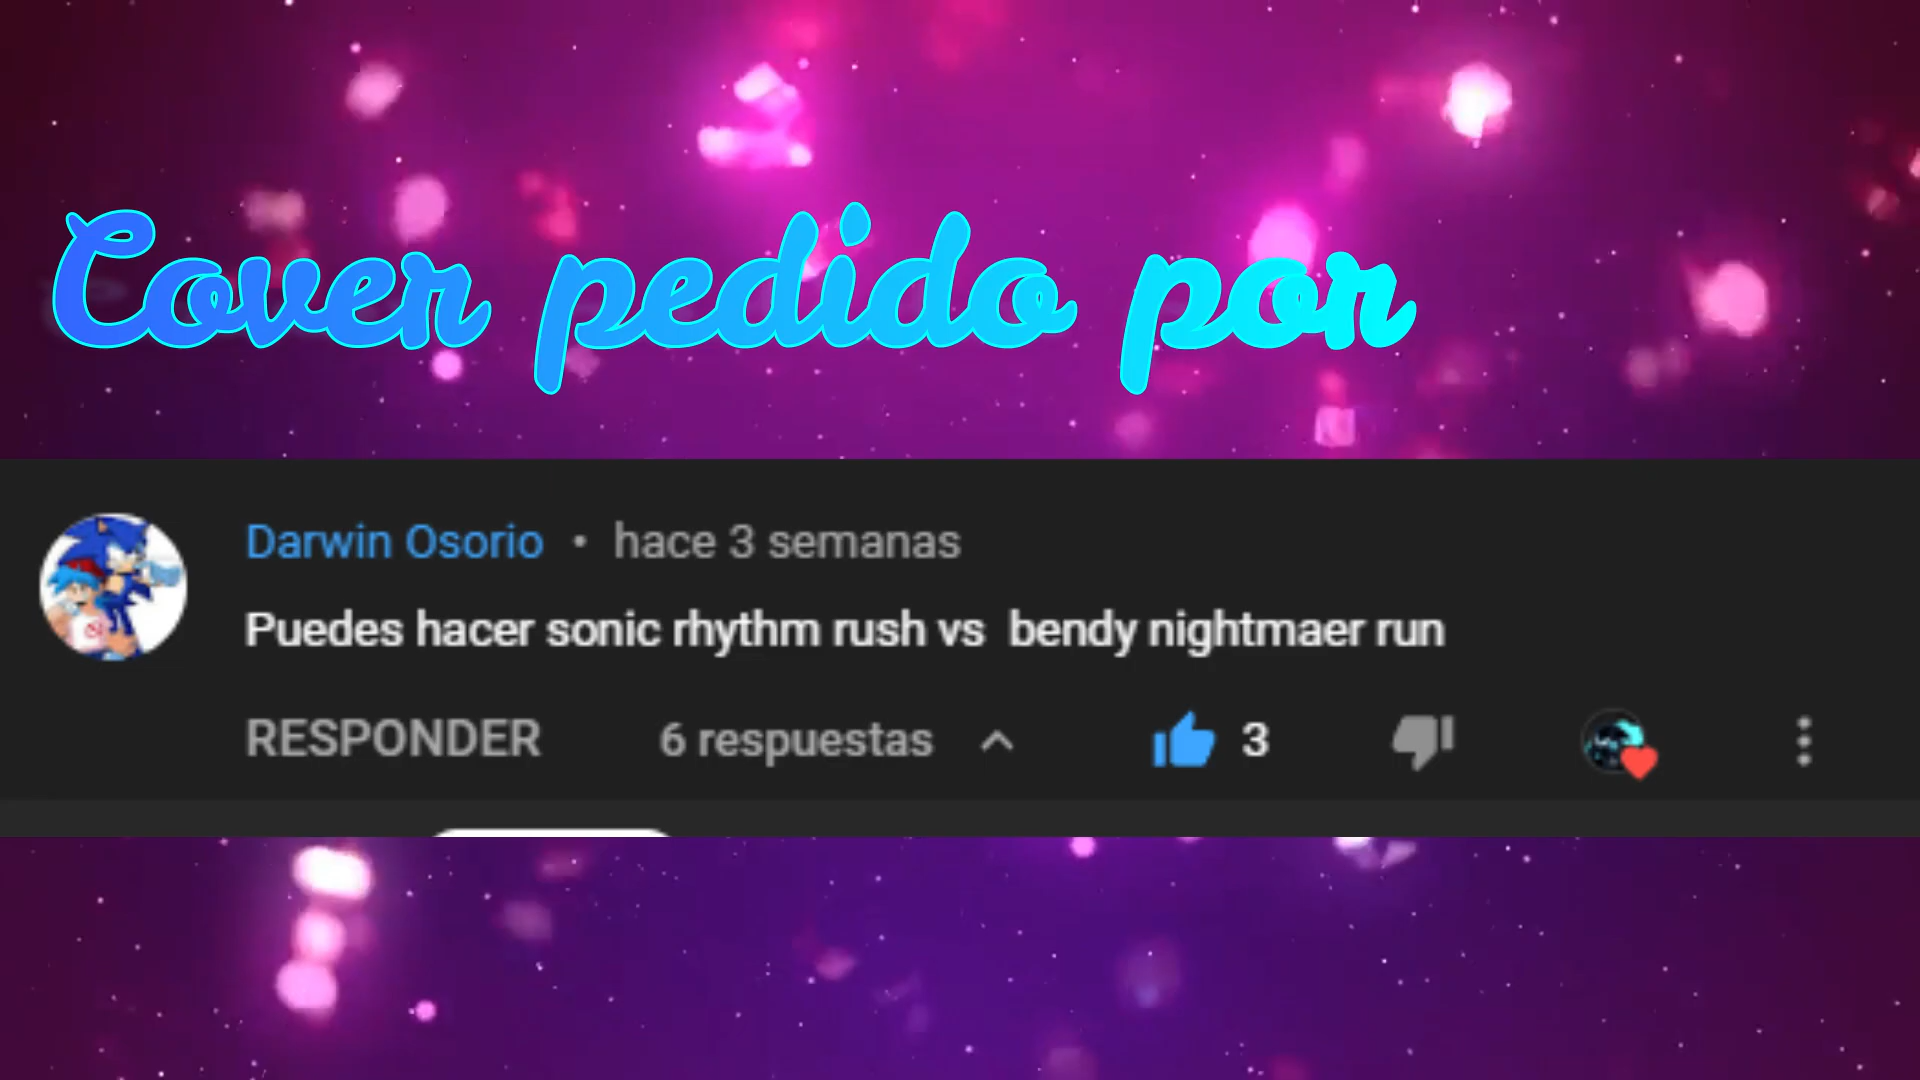 Cover pedido por
Darwin Osorio • hace 3 semanas
Puedes hacer sonic rhythm rush vs bendy nightmaer run
RESPONDER 6 respuestas 3